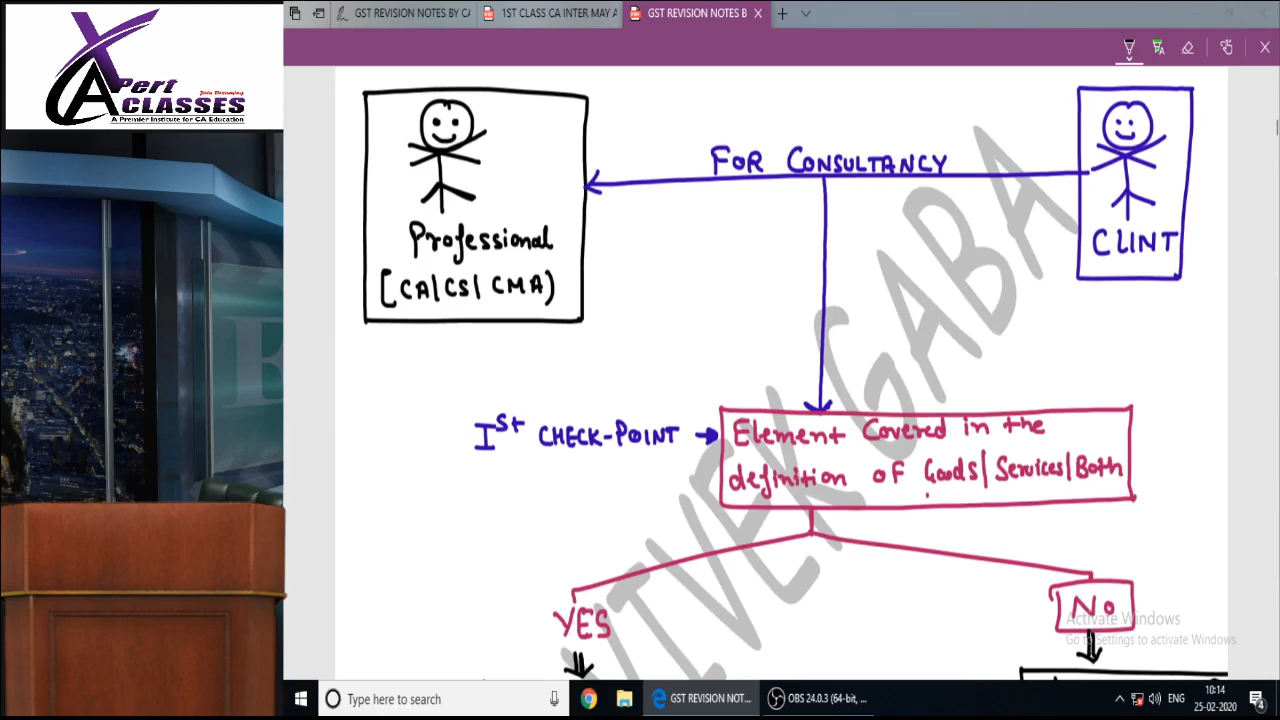 GST REVISION NOTES BY CA
1ST CLASS CA INTER MAY A
GST REVISION NOTES B
XPert
Join Becoming
CA CLASSES
A Premier Institute for CA Education
FOR CONSULTANCY
Professional
[CA/CS/ CMA)
CLINT
Ist CHECK-POINT
Element Covered in the
definition of Goods/Services/Both
YES
No
VIVEK GABA
Activate Windows
Go to Settings to activate Windows.
Type here to search
GST REVISION NOT...
OBS 24.0.3 (64-bit, ...
ENG
10:14
25-02-2020
4